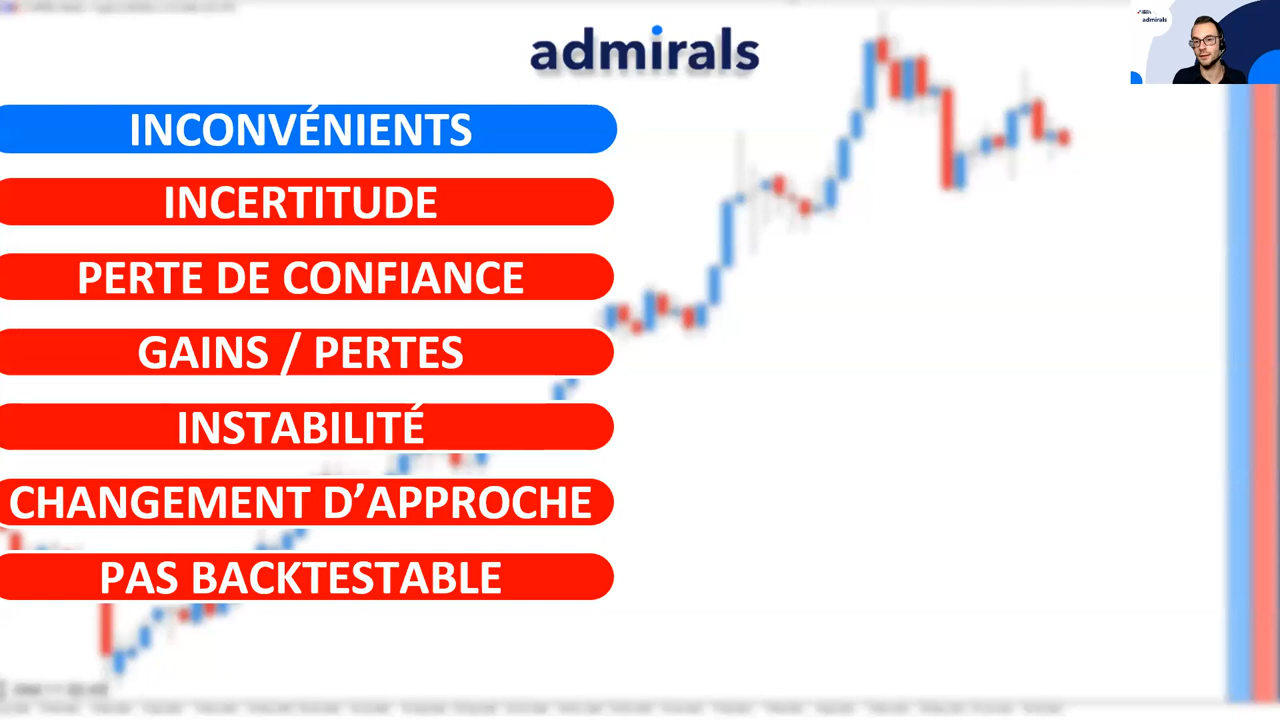 admirals
admirals
INCONVÉNIENTS
INCERTITUDE
PERTE DE CONFIANCE
GAINS / PERTES
INSTABILITÉ
CHANGEMENT D’APPROCHE
PAS BACKTESTABLE